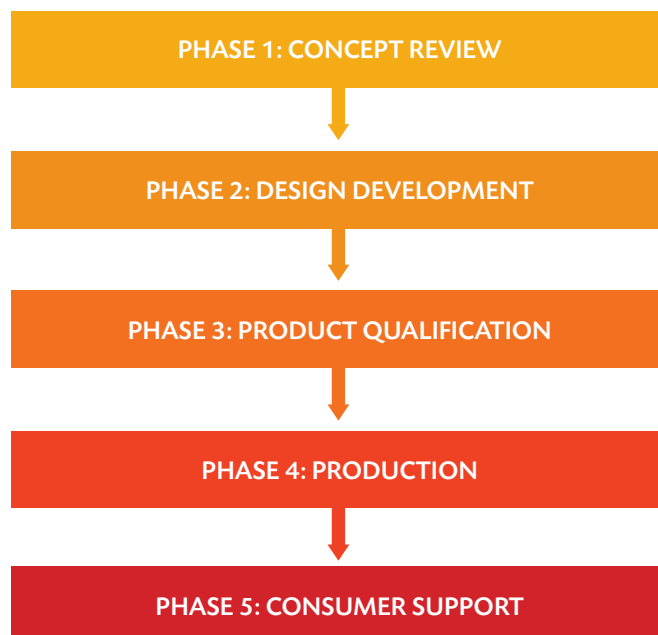 PHASE 1: CONCEPT REVIEW
PHASE 2: DESIGN DEVELOPMENT
PHASE 3: PRODUCT QUALIFICATION
PHASE 4: PRODUCTION
PHASE 5: CONSUMER SUPPORT